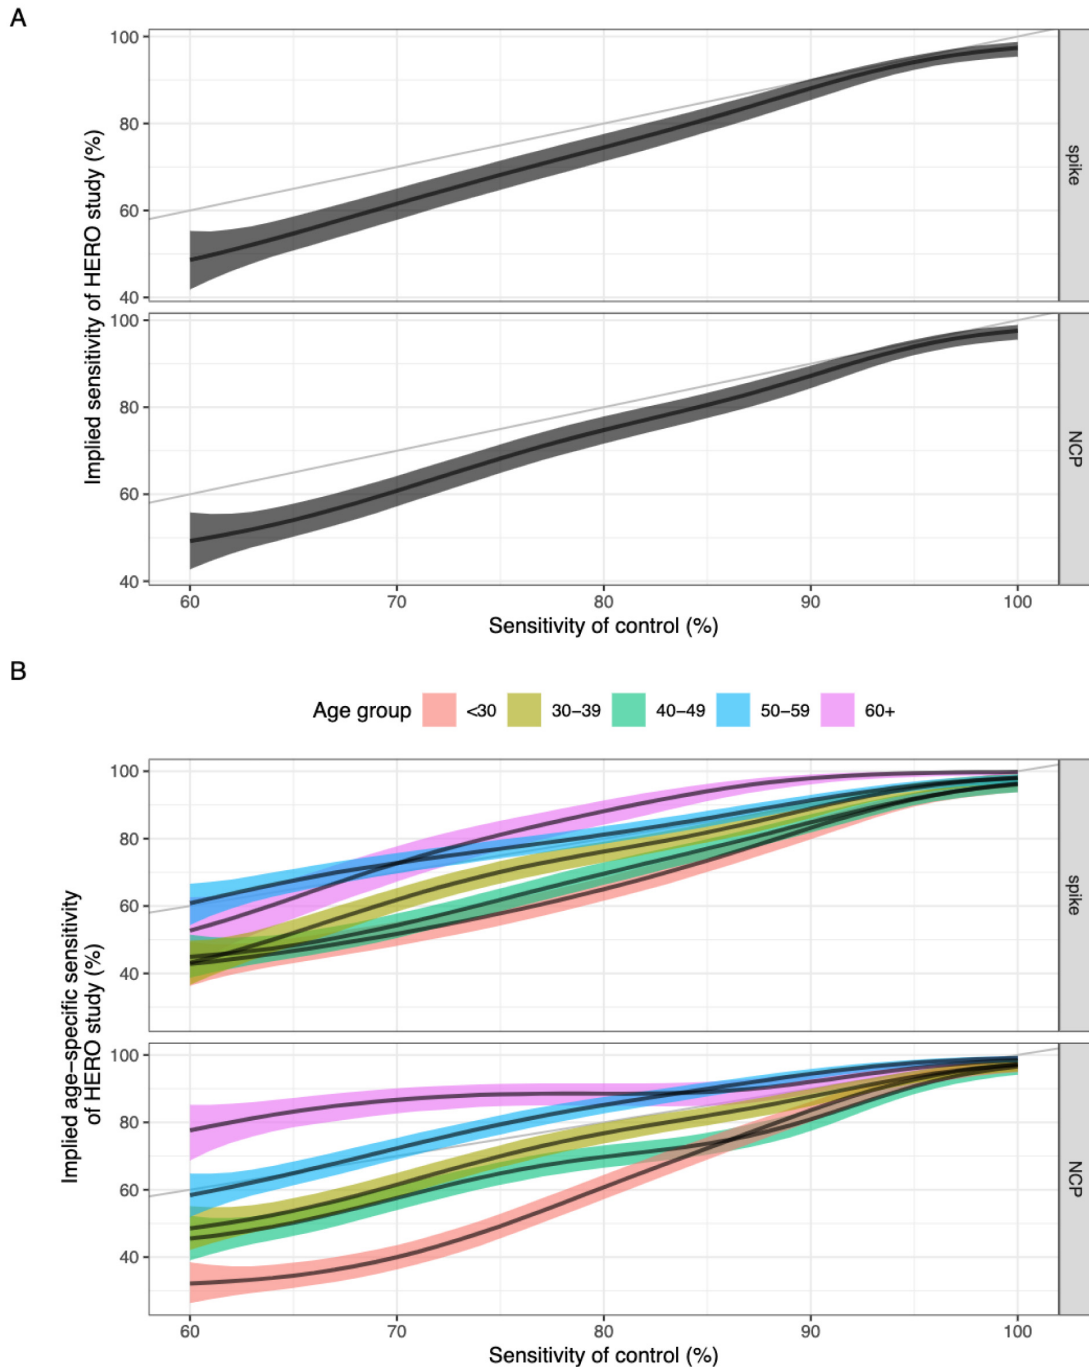 A
Implied sensitivity of HERO study (%)
100
80
60
40
spike
100
80
60
40
NCP
60 70 80 90 100
Sensitivity of control (%)
B
Age group <30 30−39 40−49 50−59 60+
Implied age−specific sensitivity
of HERO study (%)
100
80
60
40
spike
100
80
60
40
NCP
60 70 80 90 100
Sensitivity of control (%)